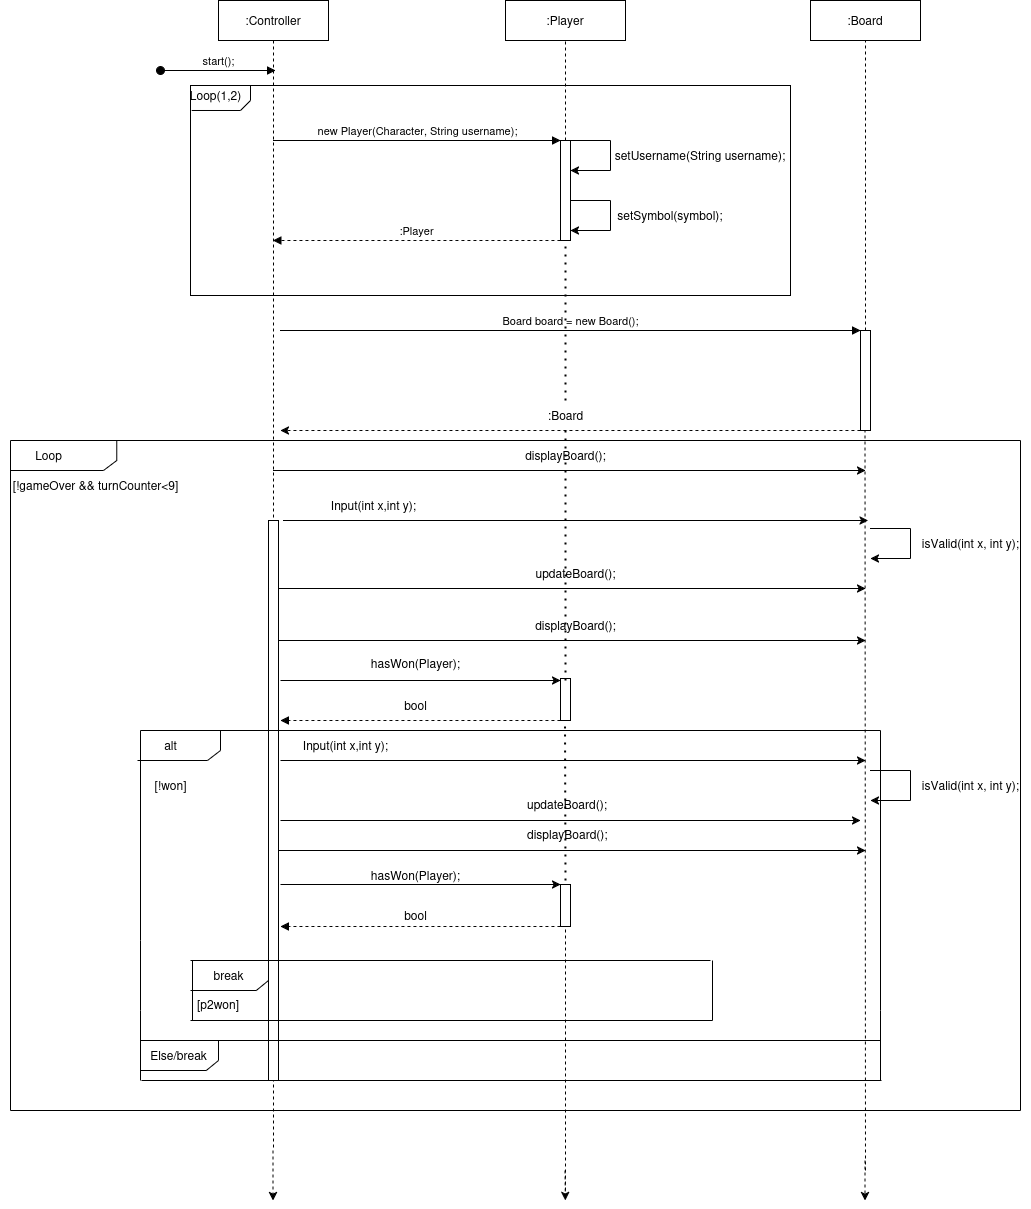 :Controller
:Player
:Board
start();
Loop(1,2)
new Player(Character, String username);
setUsername(String username);
setSymbol(symbol);
:Player
Board board = new Board();
:Board
Loop
displayBoard();
[!gameOver && turnCounter<9]
Input(int x,int y);
isValid(int x, int y);
updateBoard();
displayBoard();
hasWon(Player);
bool
alt
Input(int x,int y);
[!won]
isValid(int x, int y);
updateBoard();
displayBoard();
hasWon(Player);
bool
break
[p2won]
Else/break